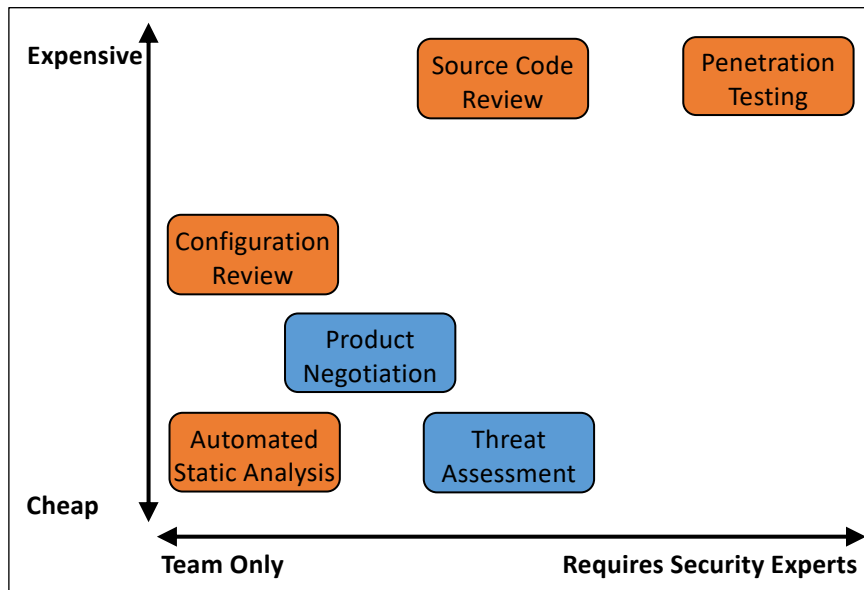 Expensive
Source Code
Review
Penetration
Testing
Configuration
Review
Product
Negotiation
Automated
Static Analysis
Threat
Assessment
Cheap
Team Only
Requires Security Experts